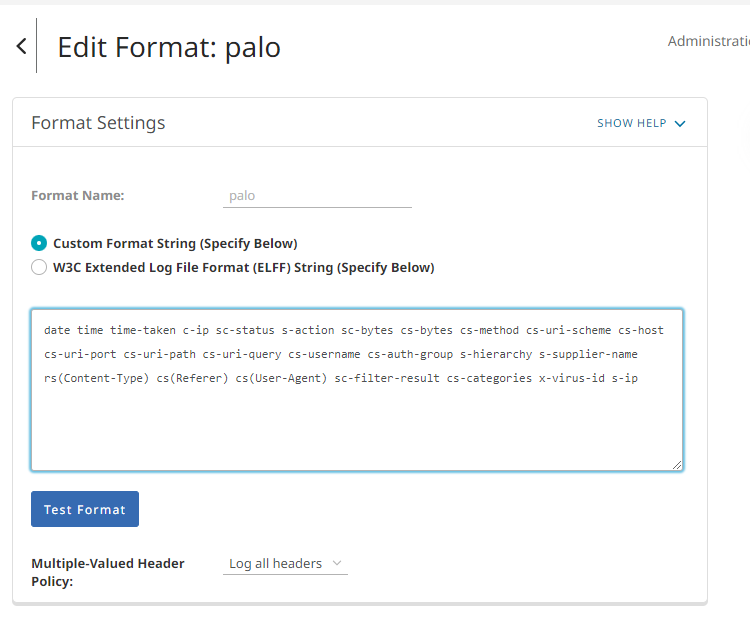 Edit Format: palo
Administrati
Format Settings
SHOW HELP
Format Name:
palo
Custom Format String (Specify Below)
W3C Extended Log File Format (ELFF) String (Specify Below)
date time time-taken c-ip sc-status s-action sc-bytes cs-bytes cs-method cs-uri-scheme cs-host
cs-uri-port cs-uri-path cs-uri-query cs-username cs-auth-group s-hierarchy s-supplier-name
rs(Content-Type) cs(Referer) cs(User-Agent) sc-filter-result cs-categories x-virus-id s-ip
Test Format
Multiple-Valued Header
Policy:
Log all headers